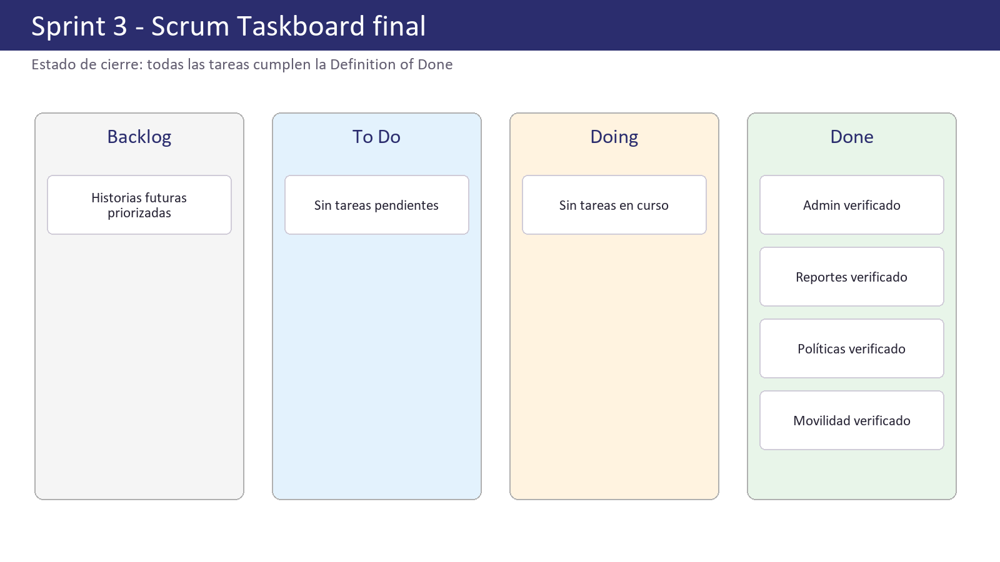 Sprint 3 - Scrum Taskboard final
Estado de cierre: todas las tareas cumplen la Definition of Done
Backlog
Historias futuras
priorizadas
To Do
Sin tareas pendientes
Doing
Sin tareas en curso
Done
Admin verificado
Reportes verificado
Políticas verificado
Movilidad verificado